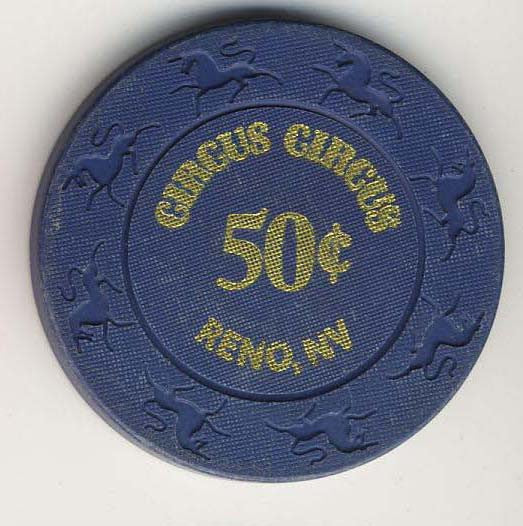 CIRCUS CIRCUS
50¢
RENO, NV